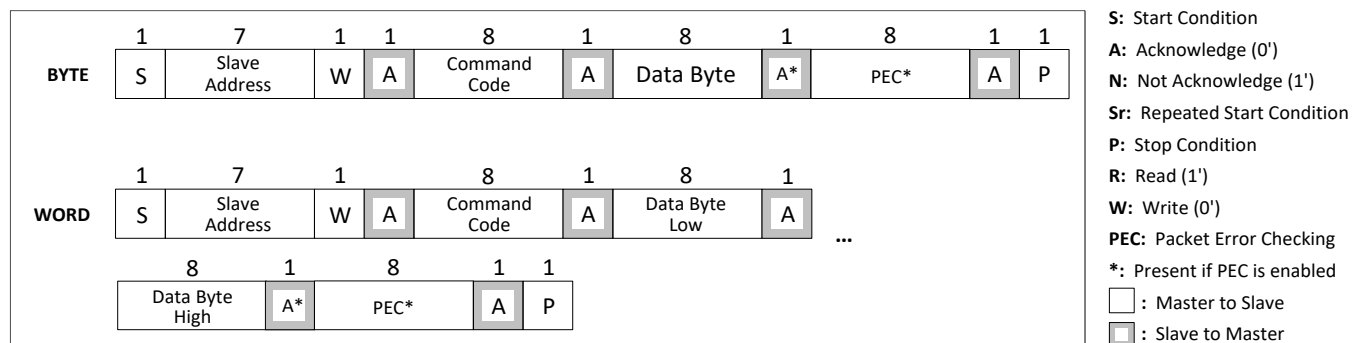 1 7 1 1 8 1 8 1 8 1 1
BYTE S Slave Address W A Command Code A Data Byte A* PEC* A P
1 7 1 8 1 8 1
WORD S Slave Address W A Command Code A Data Byte Low A ...
8 1 8 1 1
Data Byte High A* PEC* A P
S: Start Condition
A: Acknowledge (0')
N: Not Acknowledge (1')
Sr: Repeated Start Condition
P: Stop Condition
R: Read (1')
W: Write (0')
PEC: Packet Error Checking
*: Present if PEC is enabled
: Master to Slave
: Slave to Master